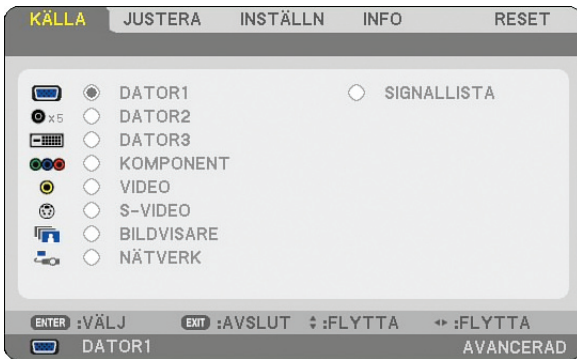 KÄLLA JUSTERA INSTÄLLN INFO RESET
DATOR1 SIGNALLISTA
x5 DATOR2
DATOR3
KOMPONENT
VIDEO
S-VIDEO
BILDVISARE
NÄTVERK
ENTER :VÄLJ EXIT :AVSLUT :FLYTTA :FLYTTA
DATOR1 AVANCERAD